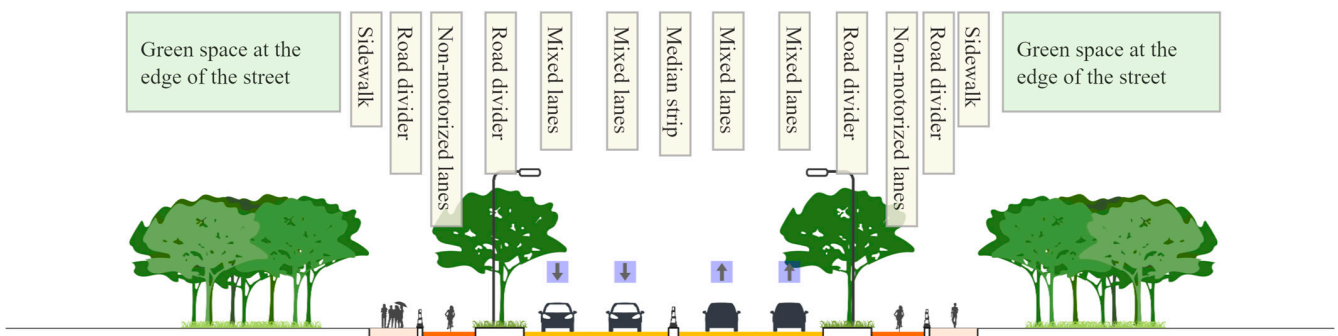 Green space at the
edge of the street
Sidewalk
Road divider
Non-motorized lanes
Road divider
Mixed lanes
Mixed lanes
Median strip
Mixed lanes
Mixed lanes
Road divider
Non-motorized lanes
Road divider
Sidewalk
Green space at the
edge of the street